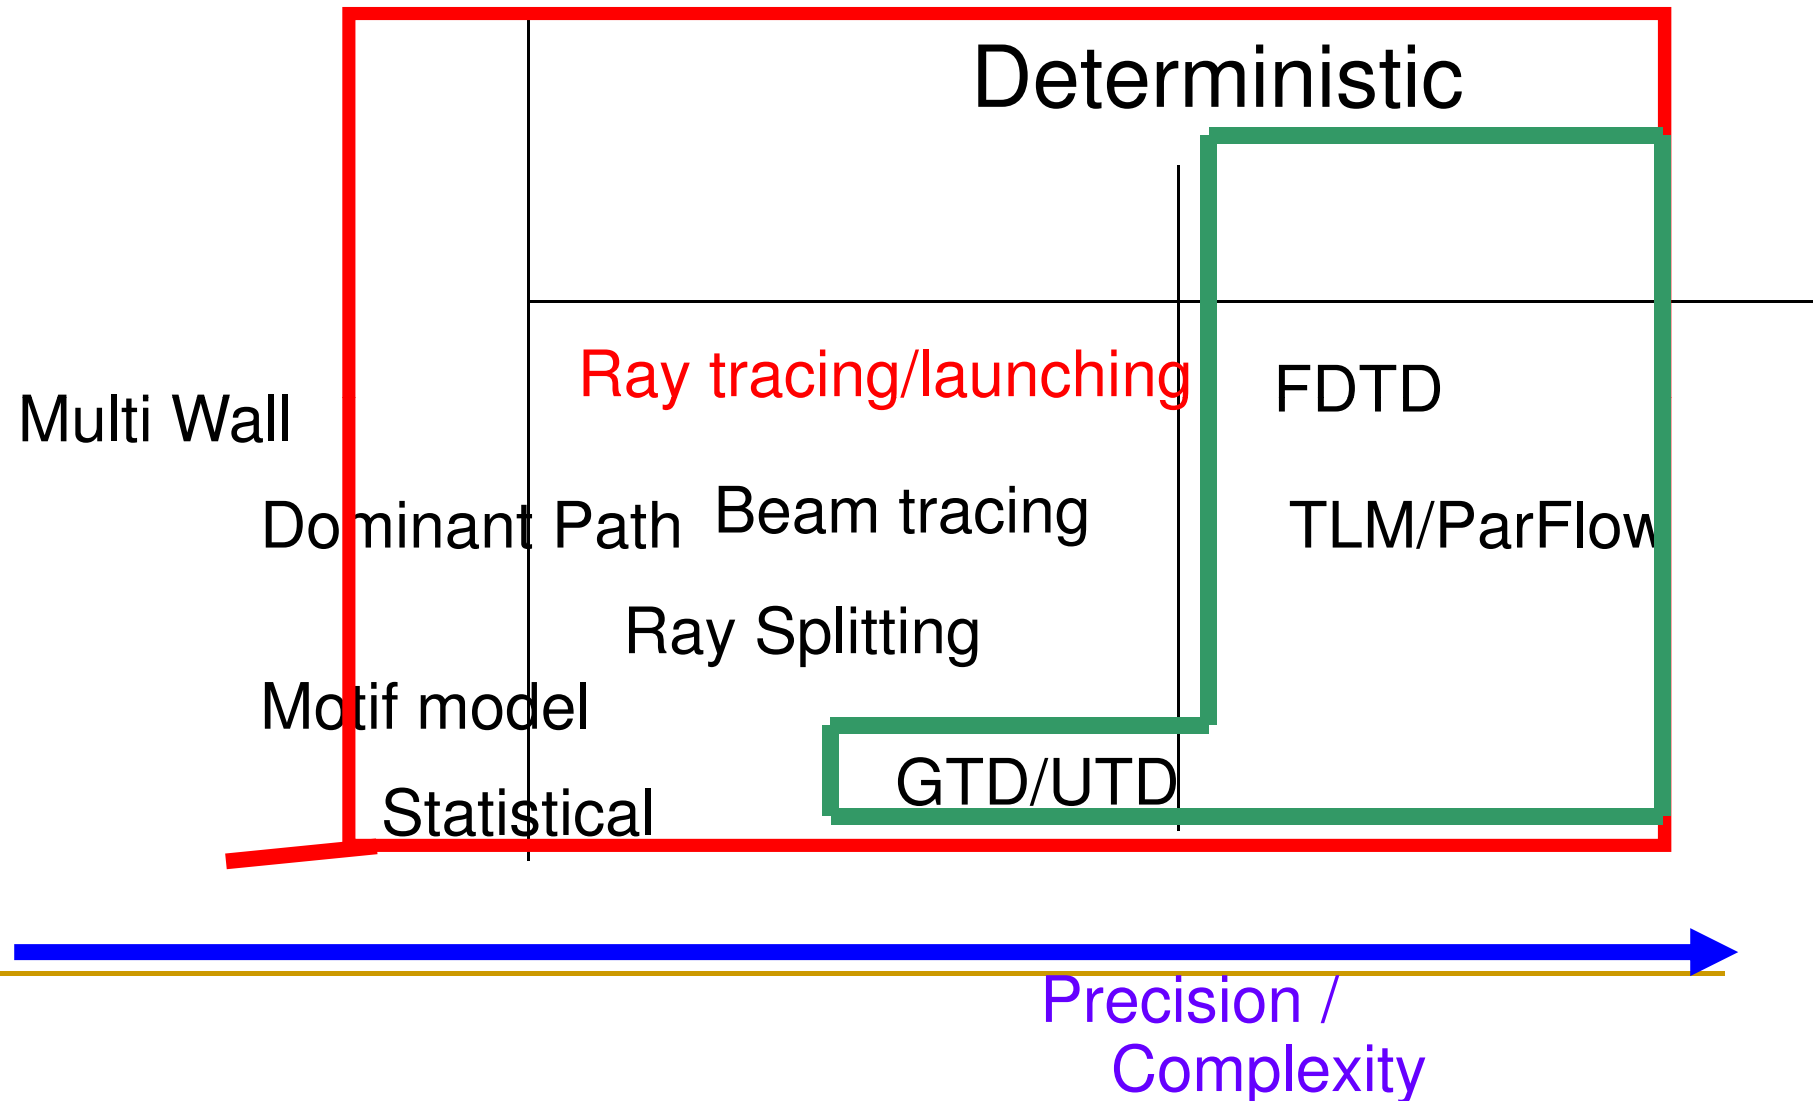 Deterministic
Ray tracing/launching
FDTD
Multi Wall
Beam tracing
Dominant Path
TLM/ParFlow
Ray Splitting
Motif model
GTD/UTD
Statistical
Precision /
Complexity